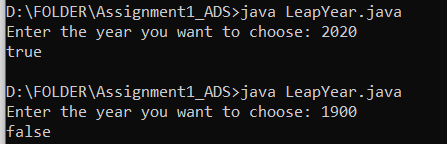 D:\FOLDER\Assignment1_ADS>java LeapYear.java
Enter the year you want to choose: 2020
true
D:\FOLDER\Assignment1_ADS>java LeapYear.java
Enter the year you want to choose: 1900
false